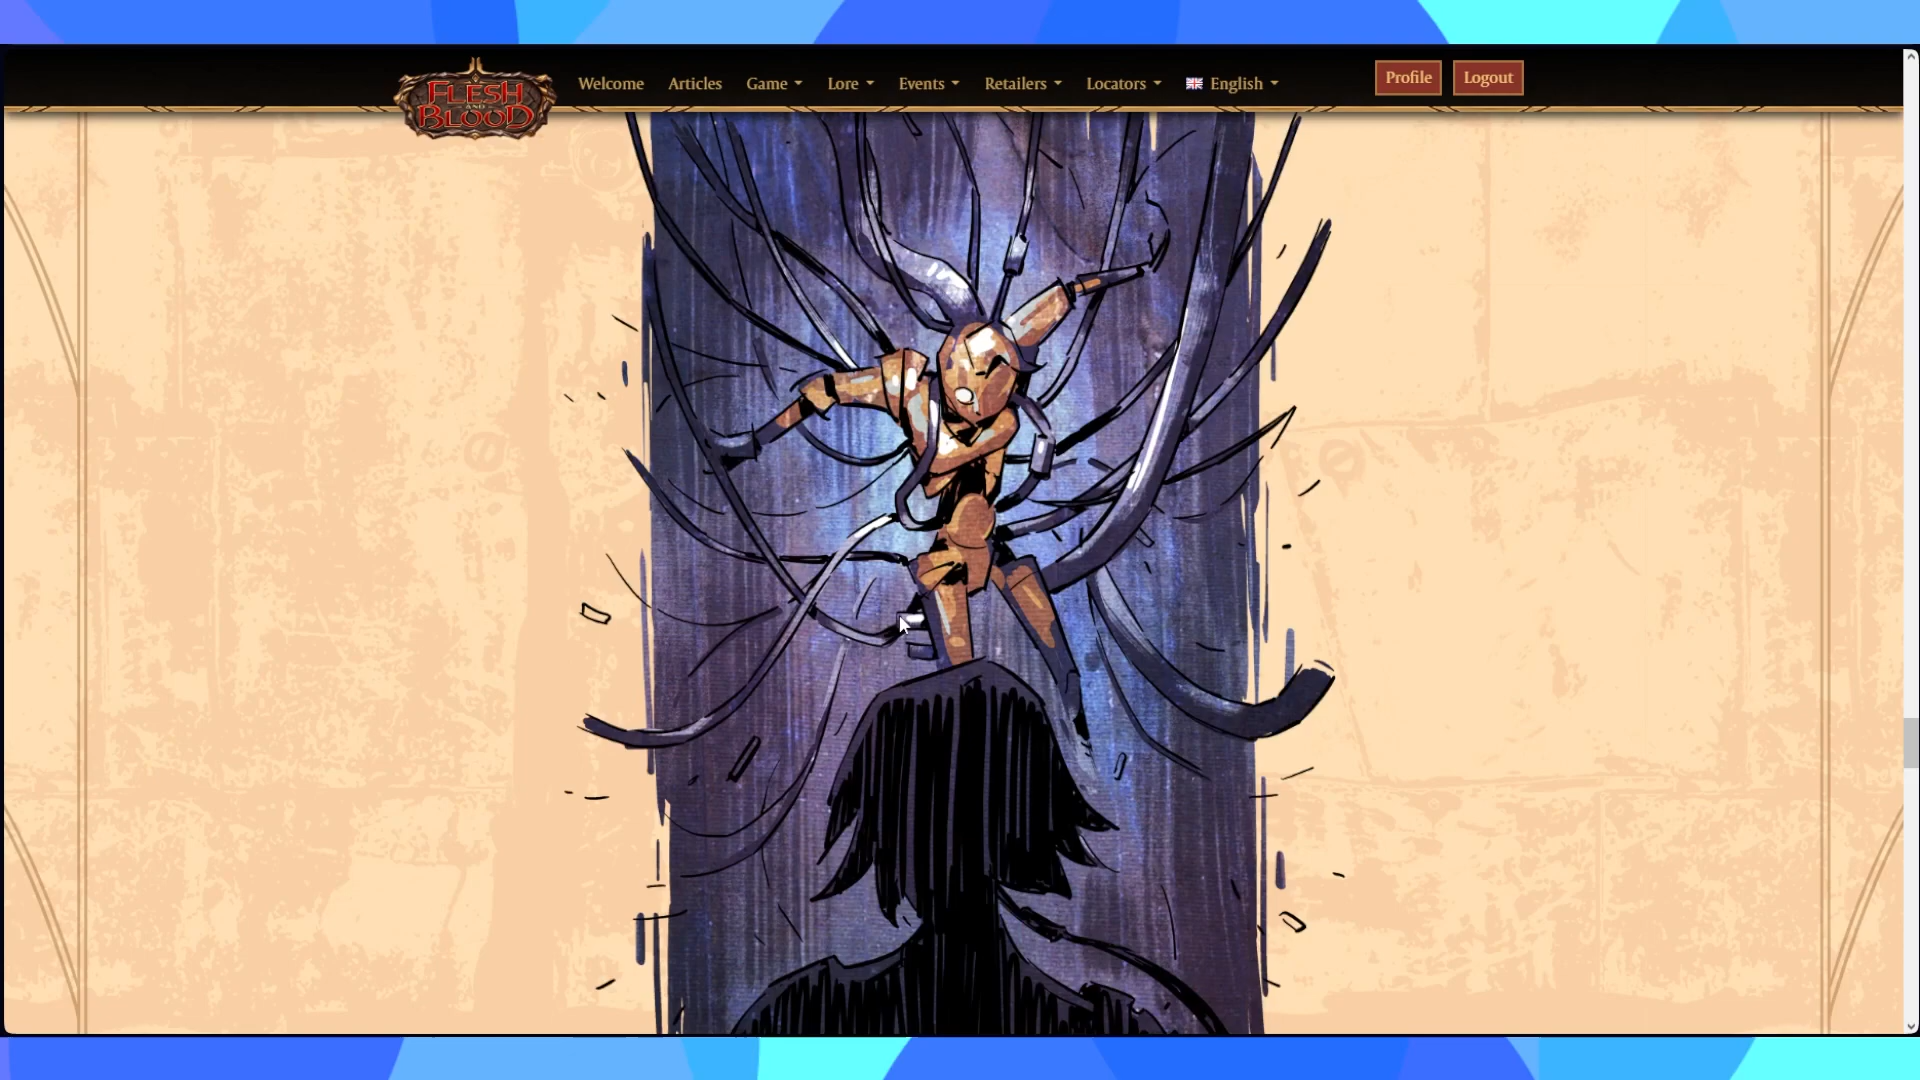 FLESH
AND
BLOOD
Welcome
Articles
Game
Lore
Events
Retailers
Locators
English
Profile
Logout